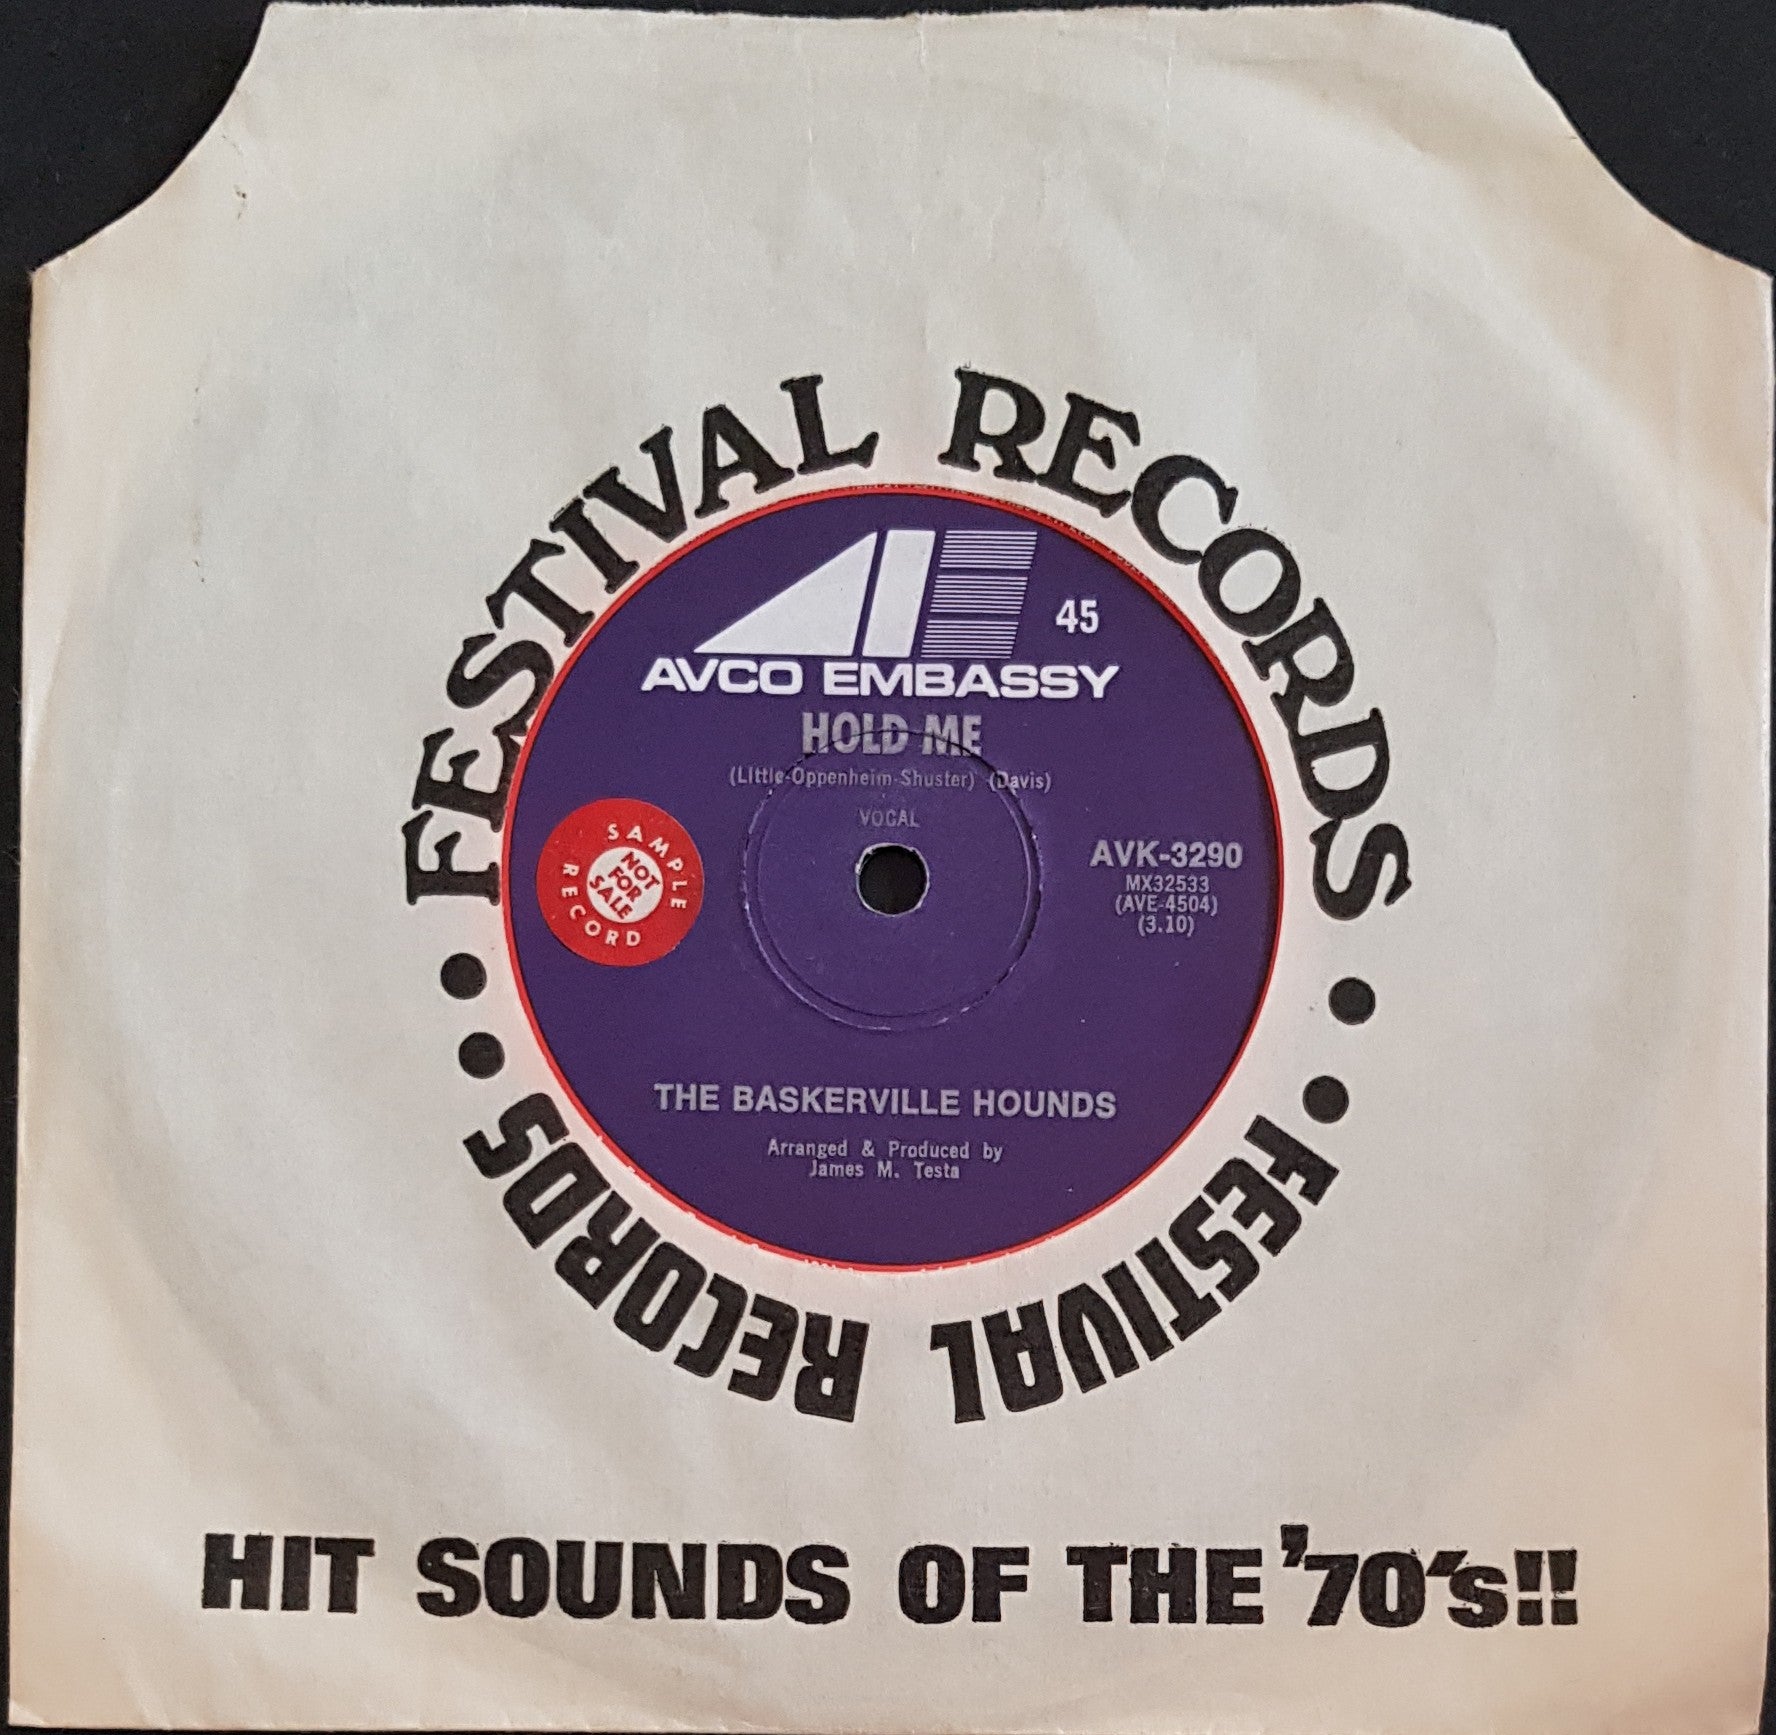 FESTIVAL RECORDS
45
AVCO EMBASSY
HOLD ME
(Little-Oppenheim-Shuster) (Davis)
VOCAL
AVK-3290
MX32533
(AVE-4504)
(3.10)
SAMPLE
NOT
FOR
SALE
RECORD
THE BASKERVILLE HOUNDS
Arranged & Produced by
James M. Testa
• FESTIVAL RECORDS •
HIT SOUNDS OF THE '70's!!